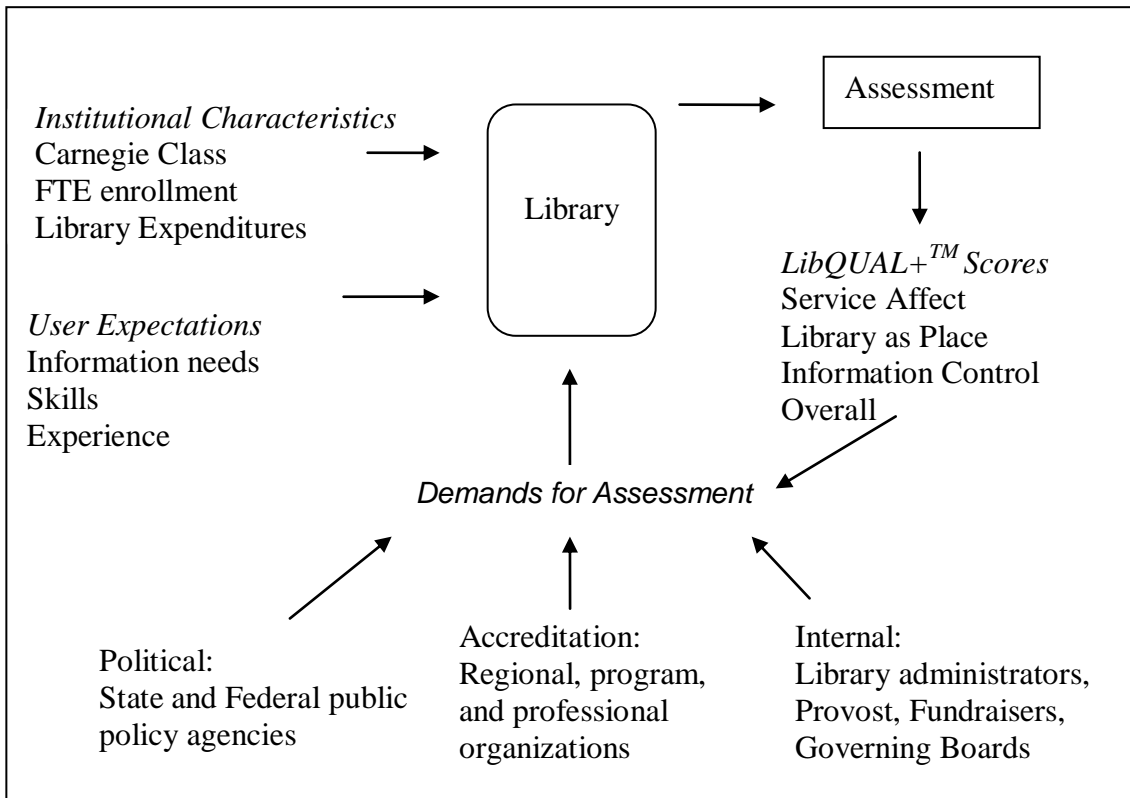 Institutional Characteristics
Carnegie Class
FTE enrollment
Library Expenditures
User Expectations
Information needs
Skills
Experience
Library
Assessment
LibQUAL+TM Scores
Service Affect
Library as Place
Information Control
Overall
Demands for Assessment
Political:
State and Federal public
policy agencies
Accreditation:
Regional, program,
and professional
organizations
Internal:
Library administrators,
Provost, Fundraisers,
Governing Boards